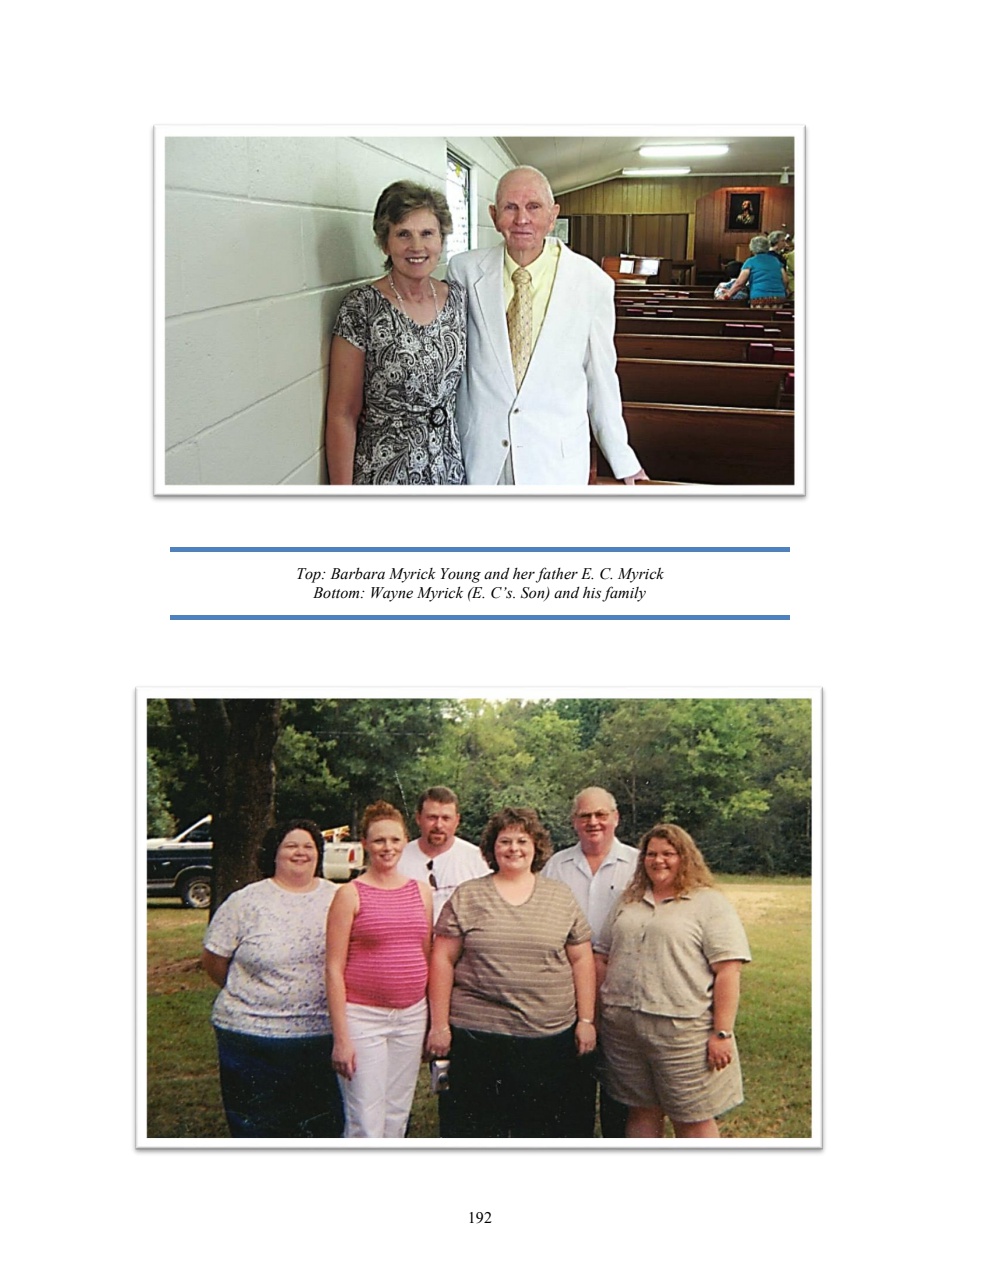 Top: Barbara Myrick Young and her father E. C. Myrick
Bottom: Wayne Myrick (E. C’s. Son) and his family
192